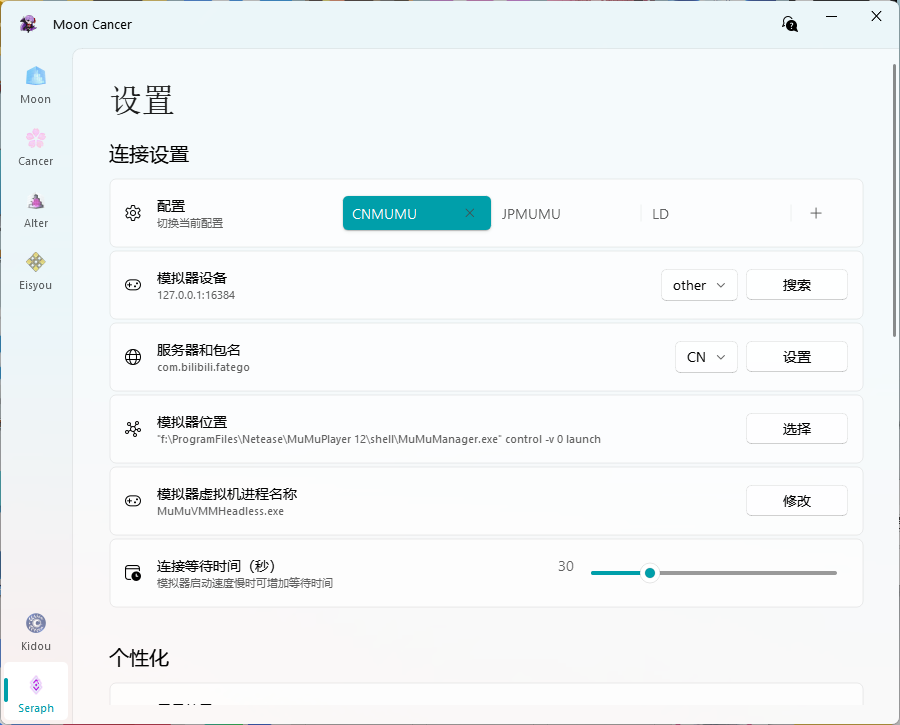 Moon Cancer
Moon
Cancer
Alter
Eisyou
Kidou
Seraph
设置
连接设置
配置
切换当前配置
CNMUMU
JPMUMU
LD
模拟器设备
127.0.0.1:16384
other
搜索
服务器和包名
com.bilibili.fatego
CN
设置
模拟器位置
"f:\ProgramFiles\Netease\MuMuPlayer 12\shell\MuMuManager.exe" control -v 0 launch
选择
模拟器虚拟机进程名称
MuMuVMMHeadless.exe
修改
连接等待时间（秒）
模拟器启动速度慢时可增加等待时间
30
个性化